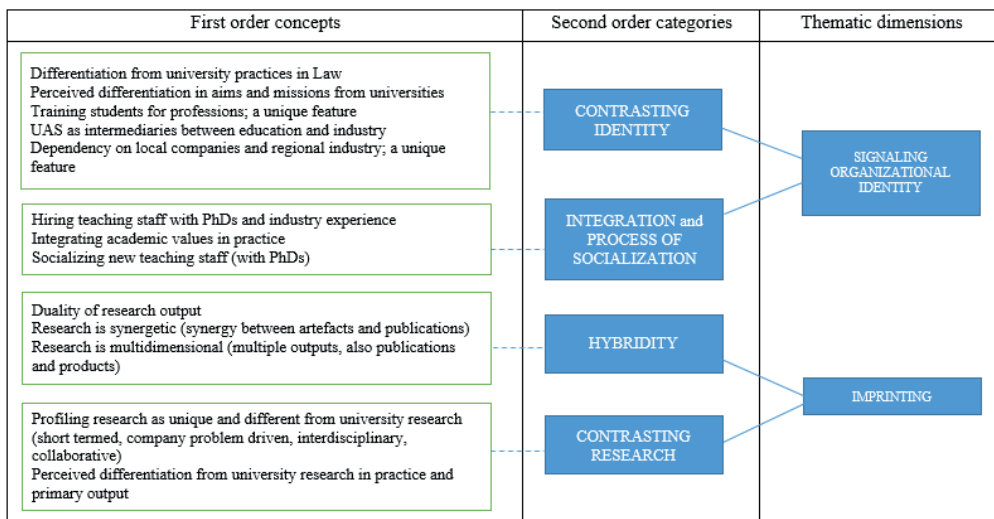 First order concepts
Second order categories
Thematic dimensions
Differentiation from university practices in Law
Perceived differentiation in aims and missions from universities
Training students for professions; a unique feature
UAS as intermediaries between education and industry
Dependency on local companies and regional industry; a unique
feature
CONTRASTING
IDENTITY
SIGNALING
ORGANIZATIONAL
IDENTITY
Hiring teaching staff with PhDs and industry experience
Integrating academic values in practice
Socializing new teaching staff (with PhDs)
INTEGRATION and
PROCESS OF
SOCIALIZATION
Duality of research output
Research is synergetic (synergy between artefacts and publications)
Research is multidimensional (multiple outputs, also publications
and products)
HYBRIDITY
IMPRINTING
Profiling research as unique and different from university research
(short termed, company problem driven, interdisciplinary,
collaborative)
Perceived differentiation from university research in practice and
primary output
CONTRASTING
RESEARCH